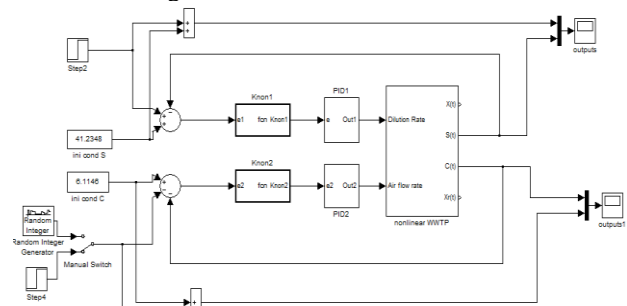 Step2
outputs
41.2348
ini cond S
Knon1
e1 fcn Knon1
PID1
e Out1
Dilution Rate
X(t)
S(t)
C(t)
Xr(t)
Air flow rate
nonlinear WWTP
6.1146
ini cond C
Knon2
e2 fcn Knon2
e2 Out2
PID2
Random
Integer
Random Integer
Generator
Manual Switch
Step4
outputs1